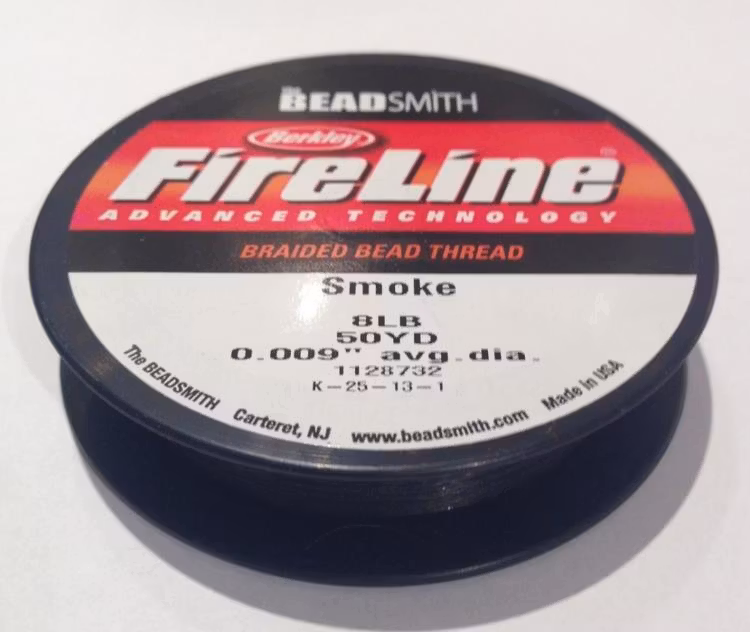 The BEADSMITH
Berkley
FireLine®
ADVANCED TECHNOLOGY
BRAIDED BEAD THREAD
Smoke
8LB
50YD
0.009" avg.dia.
1128732
K-25-13-1
The BEADSMITH Carteret, NJ www.beadsmith.com Made in USA